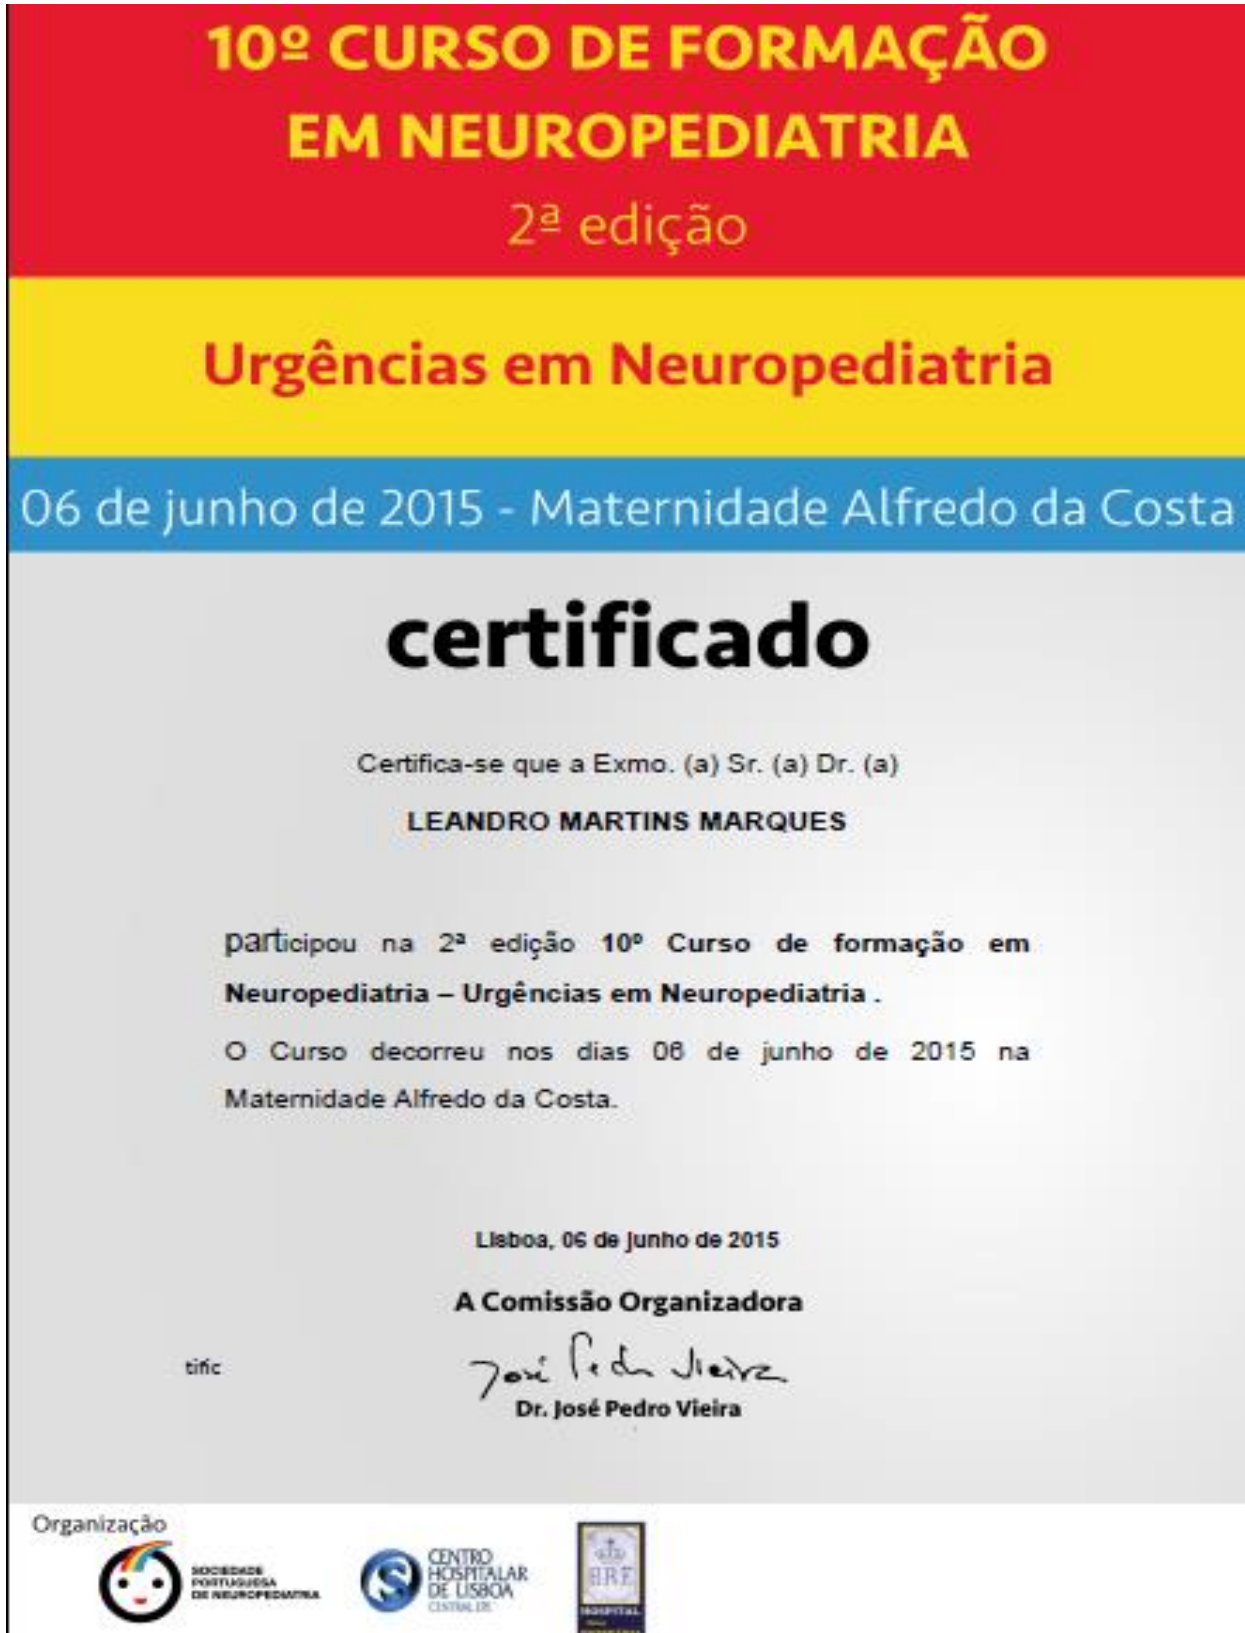 10º CURSO DE FORMAÇÃO
EM NEUROPEDIATRIA
2ª edição
Urgências em Neuropediatria
06 de junho de 2015 - Maternidade Alfredo da Costa
certificado
Certifica-se que a Exmo. (a) Sr. (a) Dr. (a)
LEANDRO MARTINS MARQUES
participou na 2ª edição 10º Curso de formação em
Neuropediatria – Urgências em Neuropediatria .
O Curso decorreu nos dias 06 de junho de 2015 na
Maternidade Alfredo da Costa.
Lisboa, 06 de junho de 2015
A Comissão Organizadora
tific
José Pedro Vieira
Dr. José Pedro Vieira
Organização
SOCIEDADE
PORTUGUESA
DE NEUROPEDIATRIA
CENTRO
HOSPITALAR
DE LISBOA
CENTRAL, EPE
HRE
HOSPITAL